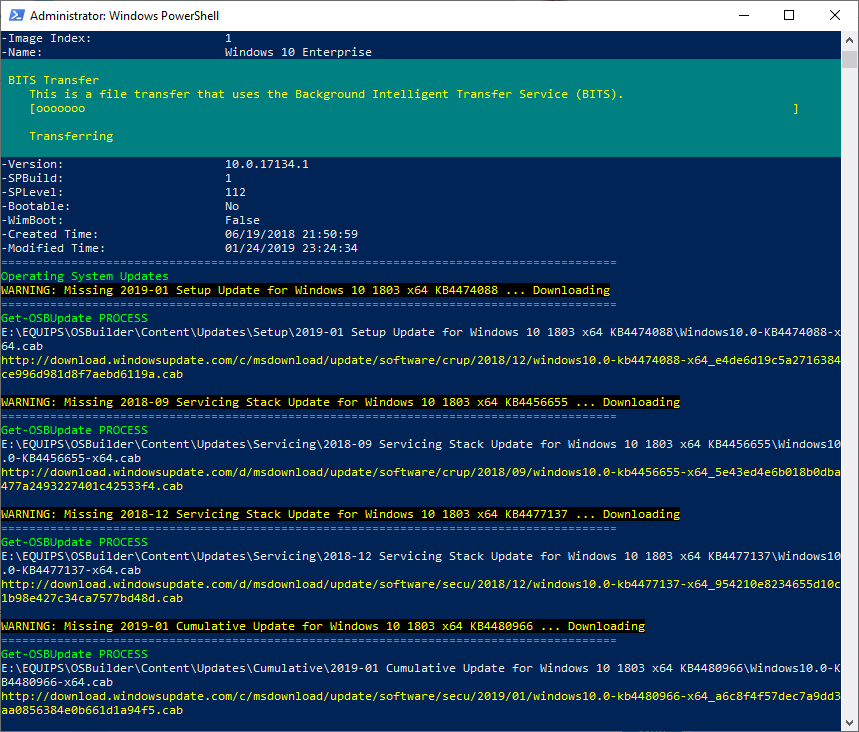 Administrator: Windows PowerShell
-Image Index: 1
-Name: Windows 10 Enterprise
BITS Transfer
This is a file transfer that uses the Background Intelligent Transfer Service (BITS).
[ooooooo ]
Transferring
-Version: 10.0.17134.1
-SPBuild: 1
-SPLevel: 112
-Bootable: No
-WimBoot: False
-Created Time: 06/19/2018 21:50:59
-Modified Time: 01/24/2019 23:24:34
========================================================================================
Operating System Updates
WARNING: Missing 2019-01 Setup Update for Windows 10 1803 x64 KB4474088 ... Downloading
========================================================================================
Get-OSBUpdate PROCESS
E:\EQUIPS\OSBuilder\Content\Updates\Setup\2019-01 Setup Update for Windows 10 1803 x64 KB4474088\Windows10.0-KB4474088-x
64.cab
http://download.windowsupdate.com/c/msdownload/update/software/crup/2018/12/windows10.0-kb4474088-x64_e4de6d19c5a2716384
ce996d981d8f7aebd6119a.cab
WARNING: Missing 2018-09 Servicing Stack Update for Windows 10 1803 x64 KB4456655 ... Downloading
========================================================================================
Get-OSBUpdate PROCESS
E:\EQUIPS\OSBuilder\Content\Updates\Servicing\2018-09 Servicing Stack Update for Windows 10 1803 x64 KB4456655\Windows10
.0-KB4456655-x64.cab
http://download.windowsupdate.com/d/msdownload/update/software/crup/2018/09/windows10.0-kb4456655-x64_5e43ed4e6b018b0dba
477a2493227401c42533f4.cab
WARNING: Missing 2018-12 Servicing Stack Update for Windows 10 1803 x64 KB4477137 ... Downloading
========================================================================================
Get-OSBUpdate PROCESS
E:\EQUIPS\OSBuilder\Content\Updates\Servicing\2018-12 Servicing Stack Update for Windows 10 1803 x64 KB4477137\Windows10
.0-KB4477137-x64.cab
http://download.windowsupdate.com/d/msdownload/update/software/secu/2018/12/windows10.0-kb4477137-x64_954210e8234655d10c
1b98e427c34ca7577bd48d.cab
WARNING: Missing 2019-01 Cumulative Update for Windows 10 1803 x64 KB4480966 ... Downloading
========================================================================================
Get-OSBUpdate PROCESS
E:\EQUIPS\OSBuilder\Content\Updates\Cumulative\2019-01 Cumulative Update for Windows 10 1803 x64 KB4480966\Windows10.0-K
B4480966-x64.cab
http://download.windowsupdate.com/c/msdownload/update/software/secu/2019/01/windows10.0-kb4480966-x64_a6c8f4f57dec7a9dd3
aa0856384e0b661d1a94f5.cab